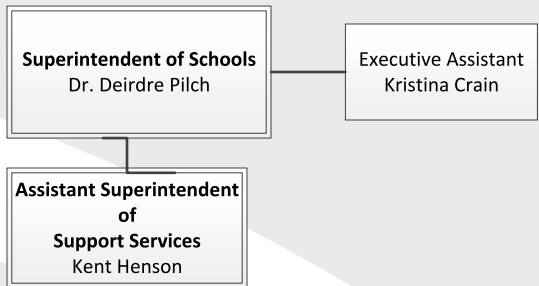 Superintendent of Schools
Dr. Deirdre Pilch
Executive Assistant
Kristina Crain
Assistant Superintendent
of
Support Services
Kent Henson